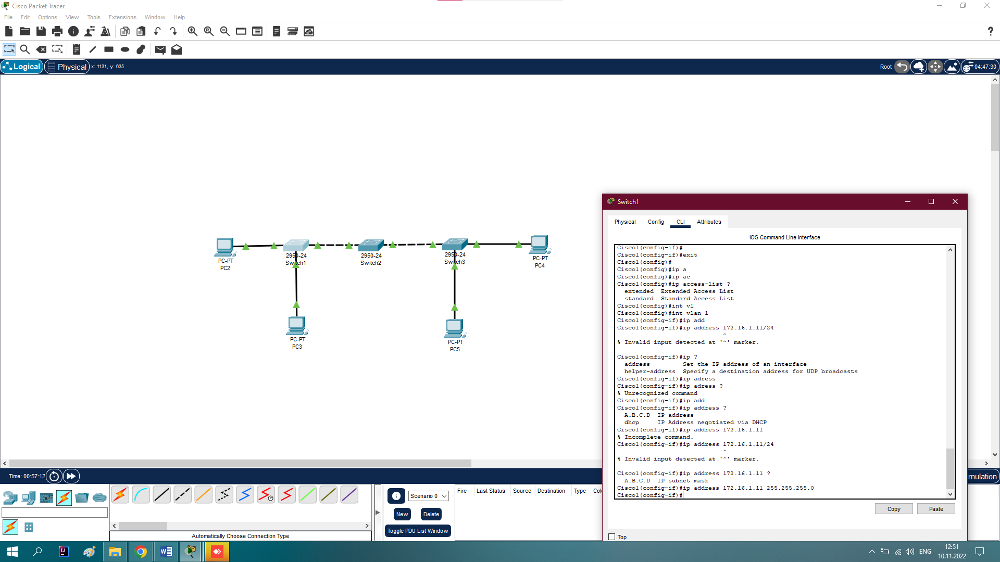 Cisco Packet Tracer
File Edit Options View Tools Extensions Window Help
Logical Physical x: 1131, y: 635
Root 04:47:30
PC-PT
PC2
2950-24
Switch1
2950-24
Switch2
2950-24
Switch3
PC-PT
PC4
PC-PT
PC3
PC-PT
PC5
Switch1
Physical Config CLI Attributes
IOS Command Line Interface
Cisco1(config-if)#
Cisco1(config-if)#exit
Cisco1(config)#
Cisco1(config)#ip a
Cisco1(config)#ip ac
Cisco1(config)#ip access-list ?
extended Extended Access List
standard Standard Access List
Cisco1(config)#int vl
Cisco1(config)#int vlan 1
Cisco1(config-if)#ip add
Cisco1(config-if)#ip address 172.16.1.11/24
^
% Invalid input detected at '^' marker.
Cisco1(config-if)#ip ?
address Set the IP address of an interface
helper-address Specify a destination address for UDP broadcasts
Cisco1(config-if)#ip adress
Cisco1(config-if)#ip adress ?
% Unrecognized command
Cisco1(config-if)#ip add
Cisco1(config-if)#ip address ?
A.B.C.D IP address
dhcp IP Address negotiated via DHCP
Cisco1(config-if)#ip address 172.16.1.11
% Incomplete command.
Cisco1(config-if)#ip address 172.16.1.11/24
^
% Invalid input detected at '^' marker.
Cisco1(config-if)#ip address 172.16.1.11 ?
A.B.C.D IP subnet mask
Cisco1(config-if)#ip address 172.16.1.11 255.255.255.0
Cisco1(config-if)#
Copy Paste
Top
Time: 00:57:12
mulation
Scenario 0
New Delete
Toggle PDU List Window
Fire Last Status Source Destination Type Colo
Automatically Choose Connection Type
ENG
12:51
10.11.2022